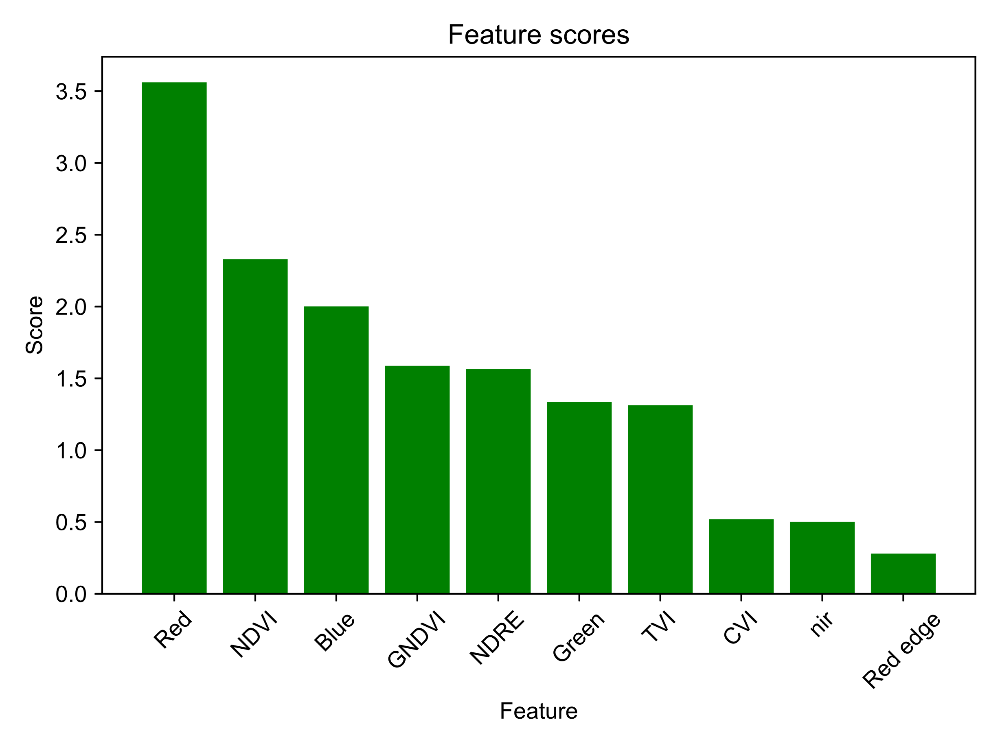 Feature scores
Score
3.5
3.0
2.5
2.0
1.5
1.0
0.5
0.0
Red
NDVI
Blue
GNDVI
NDRE
Green
TVI
CVI
nir
Red edge
Feature